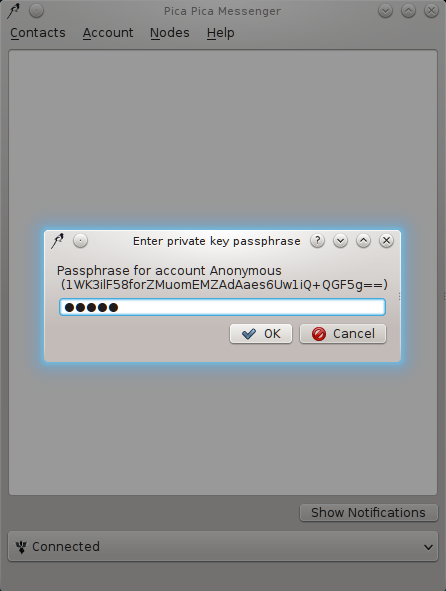 Pica Pica Messenger
Contacts Account Nodes Help
Enter private key passphrase
Passphrase for account Anonymous
(1WK3ilF58forZMuomEMZAdAaes6Uw1iQ+QGF5g==)
●●●●●
OK Cancel
Show Notifications
Connected